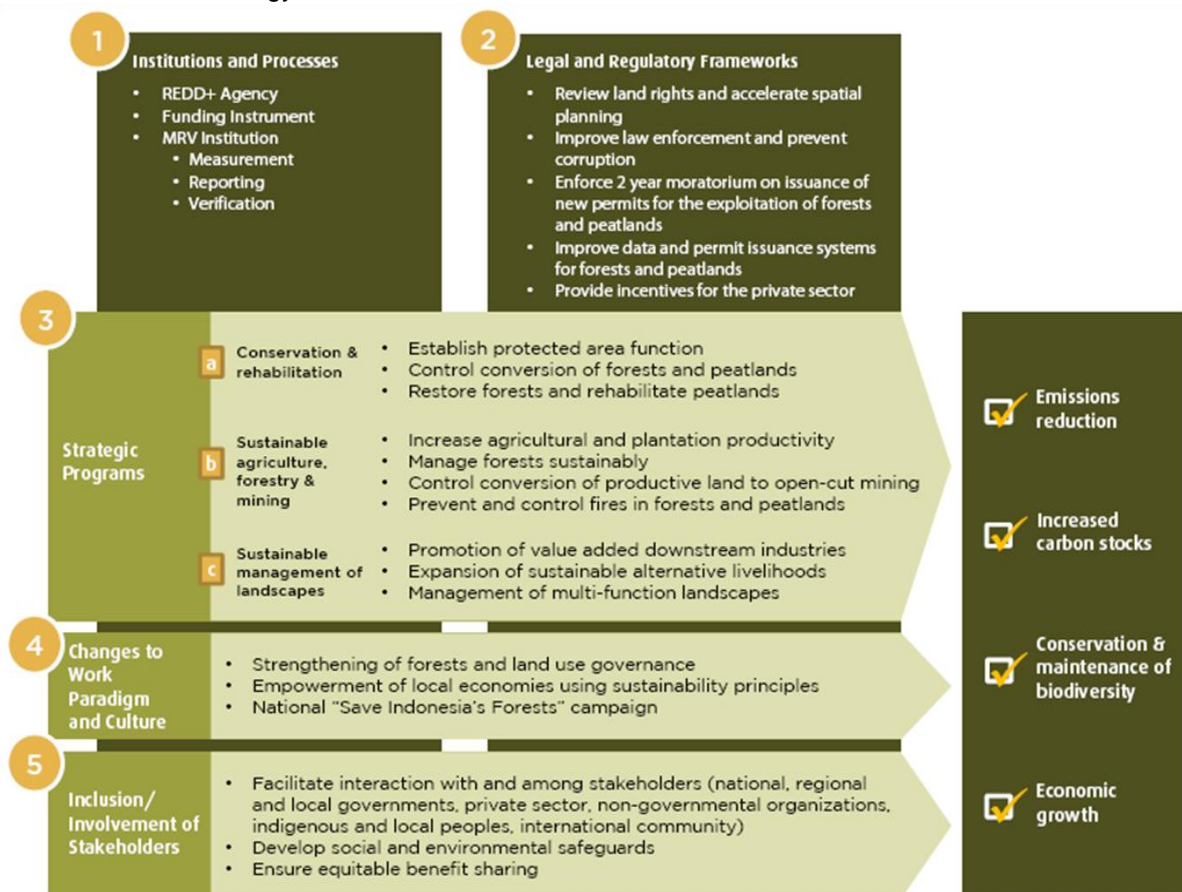 1
Institutions and Processes
• REDD+ Agency
• Funding Instrument
• MRV Institution
• Measurement
• Reporting
• Verification
2
Legal and Regulatory Frameworks
• Review land rights and accelerate spatial
planning
• Improve law enforcement and prevent
corruption
• Enforce 2 year moratorium on issuance of
new permits for the exploitation of forests
and peatlands
• Improve data and permit issuance systems
for forests and peatlands
• Provide incentives for the private sector
3
Strategic
Programs
a
Conservation &
rehabilitation
• Establish protected area function
• Control conversion of forests and peatlands
• Restore forests and rehabilitate peatlands
b
Sustainable
agriculture,
forestry &
mining
• Increase agricultural and plantation productivity
• Manage forests sustainably
• Control conversion of productive land to open-cut mining
• Prevent and control fires in forests and peatlands
c
Sustainable
management of
landscapes
• Promotion of value added downstream industries
• Expansion of sustainable alternative livelihoods
• Management of multi-function landscapes
4
Changes to
Work
Paradigm
and Culture
• Strengthening of forests and land use governance
• Empowerment of local economies using sustainability principles
• National "Save Indonesia's Forests" campaign
5
Inclusion/
Involvement of
Stakeholders
• Facilitate interaction with and among stakeholders (national, regional
and local governments, private sector, non-governmental organizations,
indigenous and local peoples, international community)
• Develop social and environmental safeguards
• Ensure equitable benefit sharing
Emissions
reduction
Increased
carbon stocks
Conservation &
maintenance of
biodiversity
Economic
growth